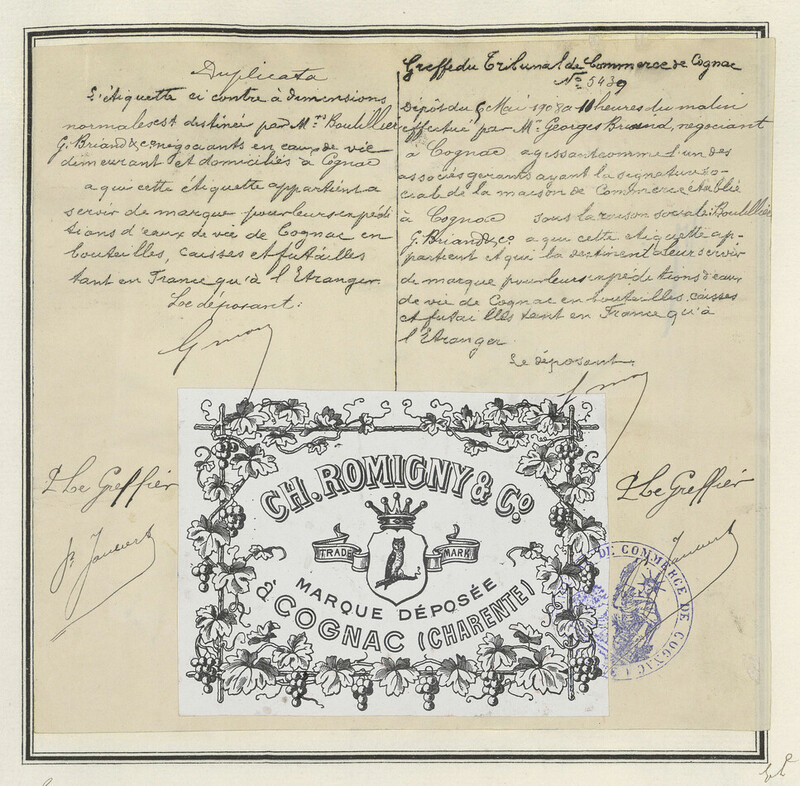 Duplicata
L'étiquette ci contre à dimensions
normales est destinée par Mrs Boutillier
G. Briand & co négociants en eaux de vie
demeurant et domiciliés à Cognac
a qui cette étiquette appartient a
servir de marque pour leurs expédi
tions d'eaux de vie de Cognac en
bouteilles, caisses et futailles
tant en France qu'à l'Etranger.
Le déposant:
Greffe du Tribunal de Commerce de Cognac
No 5439
Dépôt du Mai 1908 a heures du matin
effectué par Mr Georges Briand, négociant
à Cognac agissant comme l'un des
associés gerants ayant la signature so-
ciale de la maison de Commerce établie
à Cognac sous la raison sociale: Boutillier
G. Briand & co. a qui cette étiquette ap-
partient et qui la destinent a leur servir
de marque pour leurs expéditions d'eaux
de vie de Cognac en bouteilles, caisses
et futailles tant en France qu'à
l'Etranger.
Le déposant.
P Le Greffier
CH. ROMIGNY & Co.
TRADE MARK
MARQUE DÉPOSÉE
à COGNAC (CHARENTE)
P Le Greffier
DE COMMERCE DE COGNAC